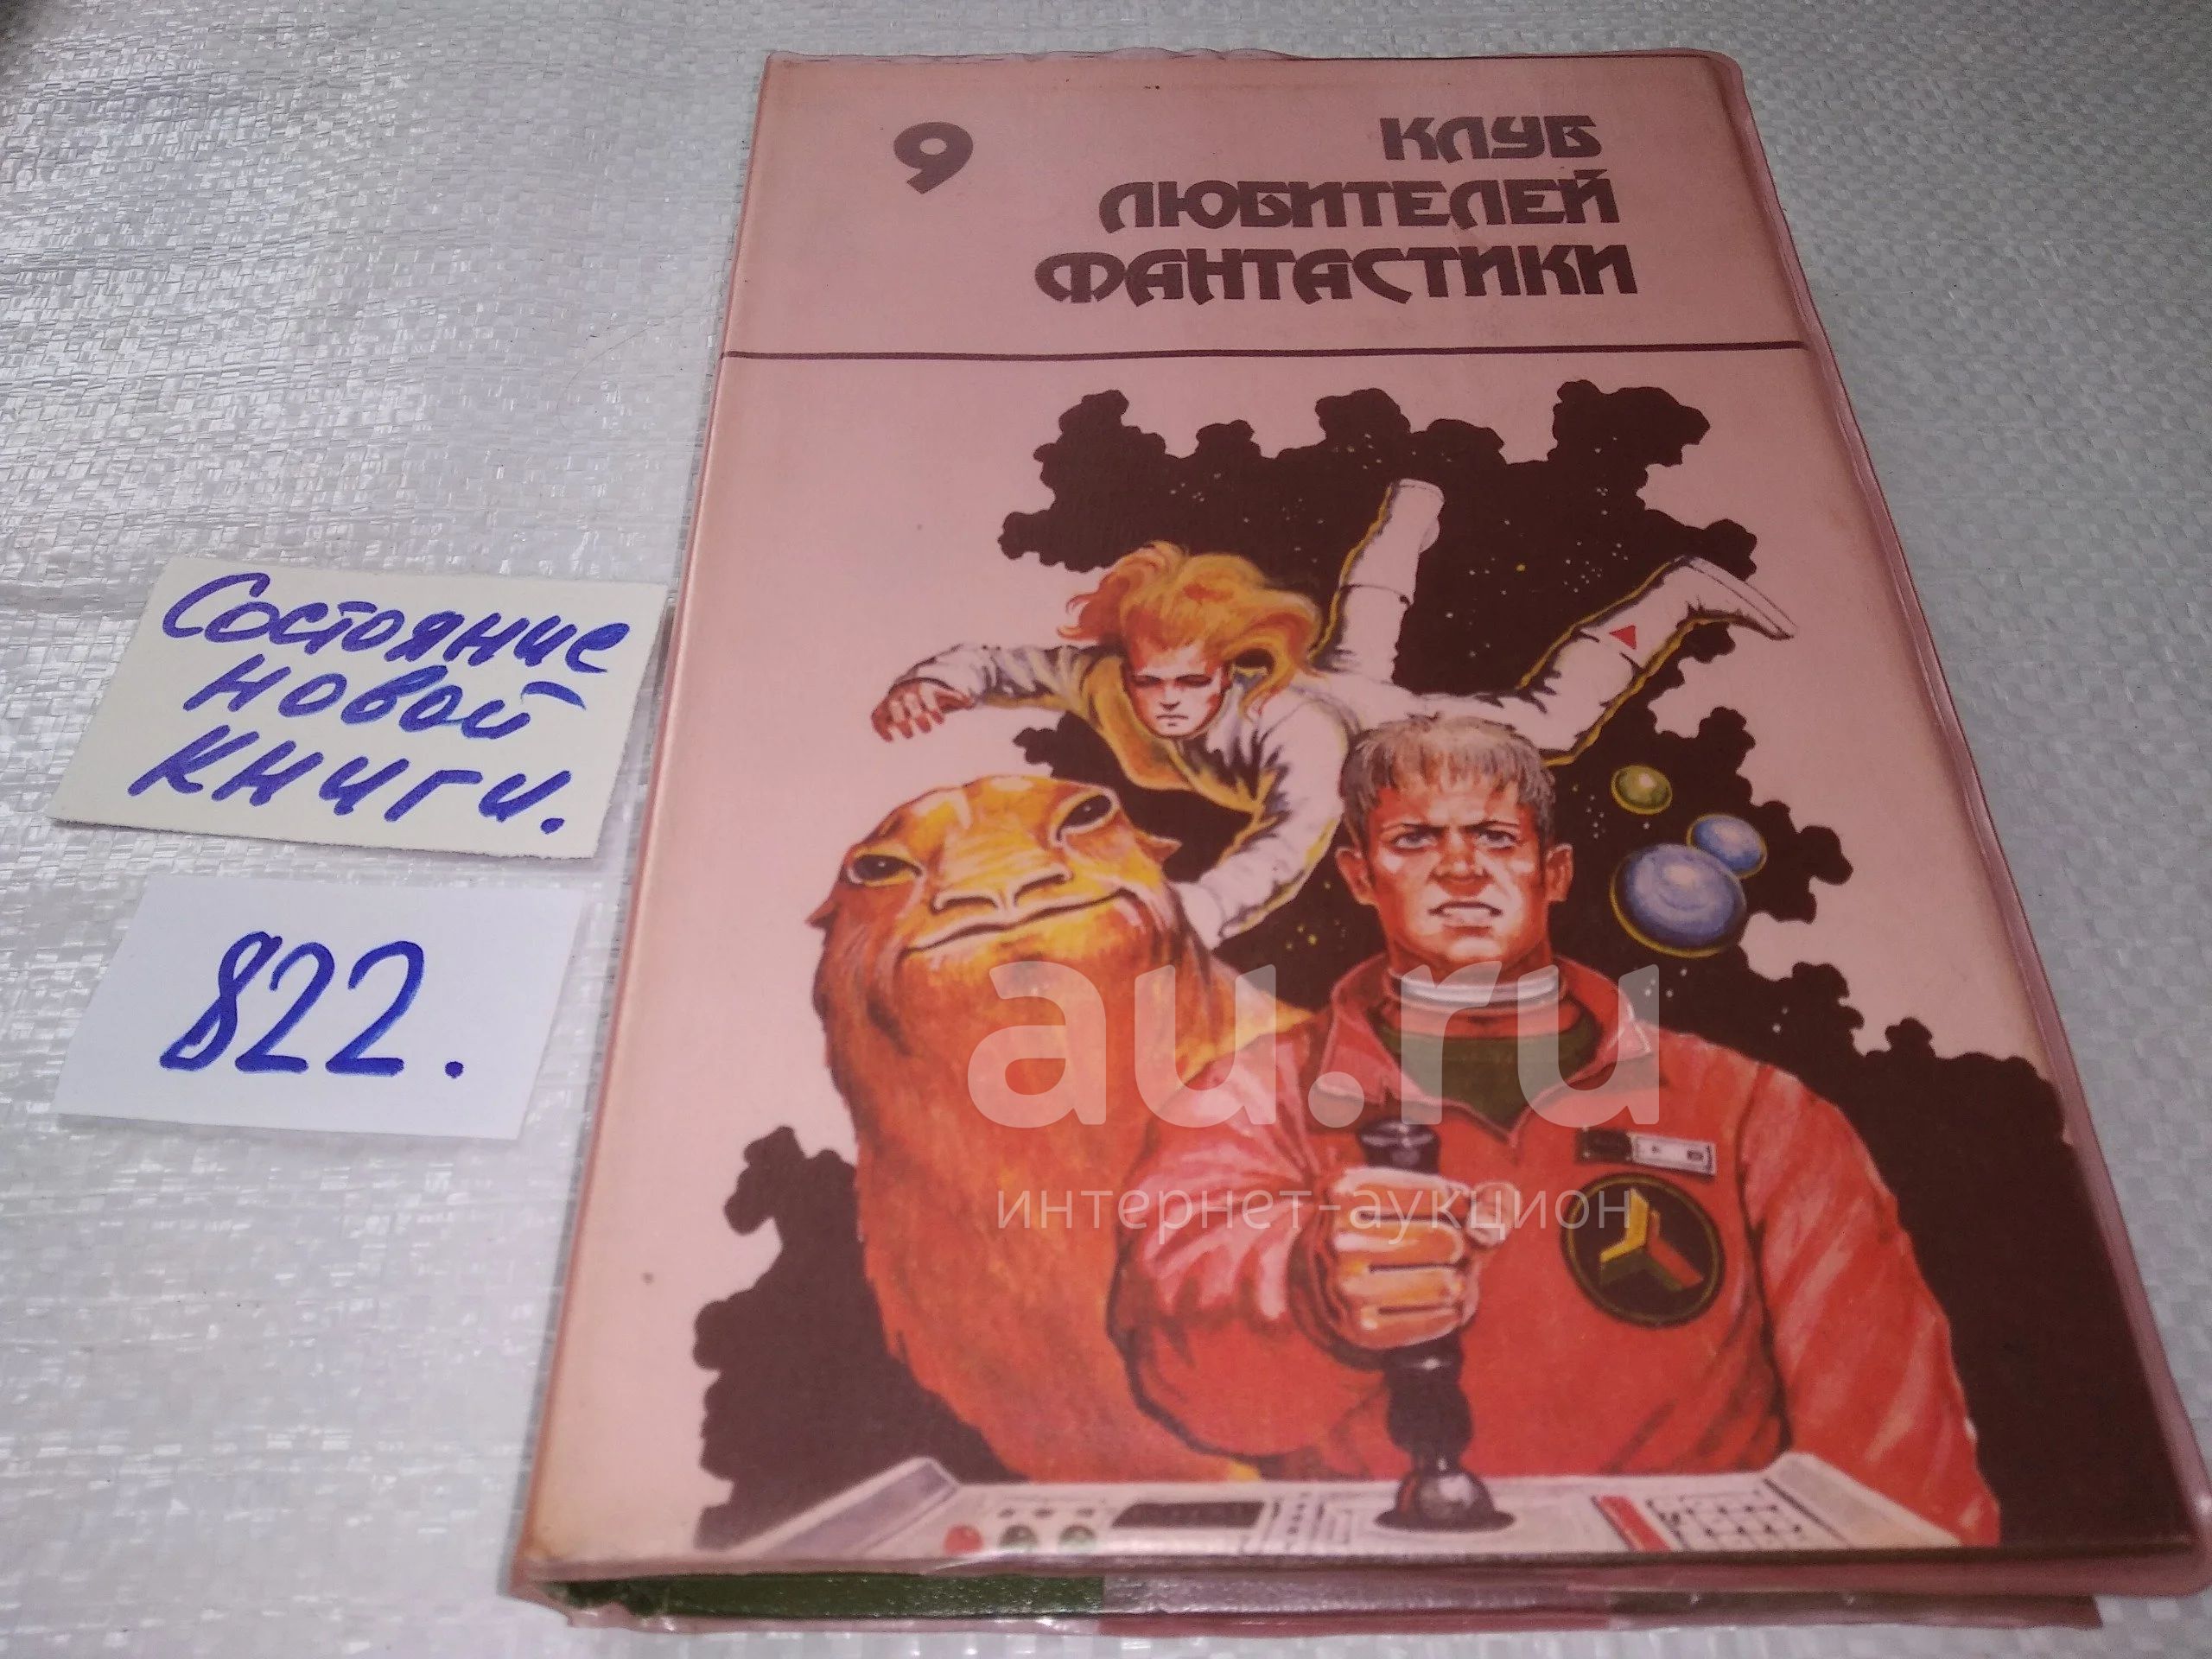 9
КЛУБ
ЛЮБИТЕЛЕЙ
ФАНТАСТИКИ
Состояние
новой
книги.
822.
au.ru
интернет-аукцион